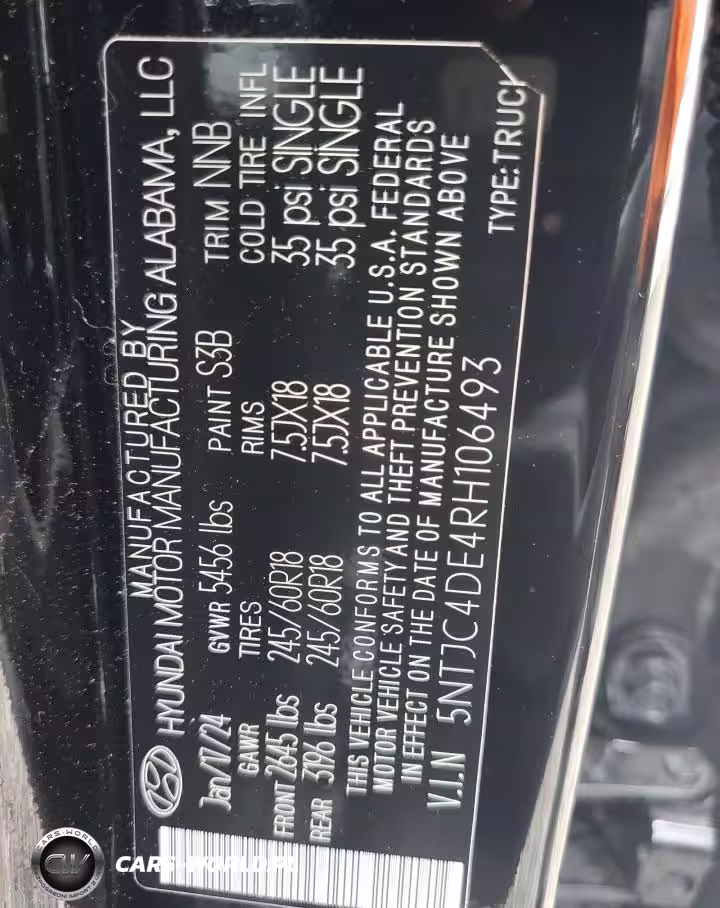 MANUFACTURED BY
HYUNDAI MOTOR MANUFACTURING ALABAMA, LLC
Jan/17/24 GVWR 5456 lbs PAINT S3B TRIM NNB
GAWR TIRES RIMS COLD TIRE INFL
FRONT 2645 lbs 245/60R18 7.5JX18 35 psi SINGLE
REAR 3196 lbs 245/60R18 7.5JX18 35 psi SINGLE
THIS VEHICLE CONFORMS TO ALL APPLICABLE U.S.A. FEDERAL
MOTOR VEHICLE SAFETY AND THEFT PREVENTION STANDARDS
IN EFFECT ON THE DATE OF MANUFACTURE SHOWN ABOVE
V.I.N 5NTJC4DE4RH106493
TYPE:TRUCK
CARS-WORLD
CW
CARS-WORLD.PL